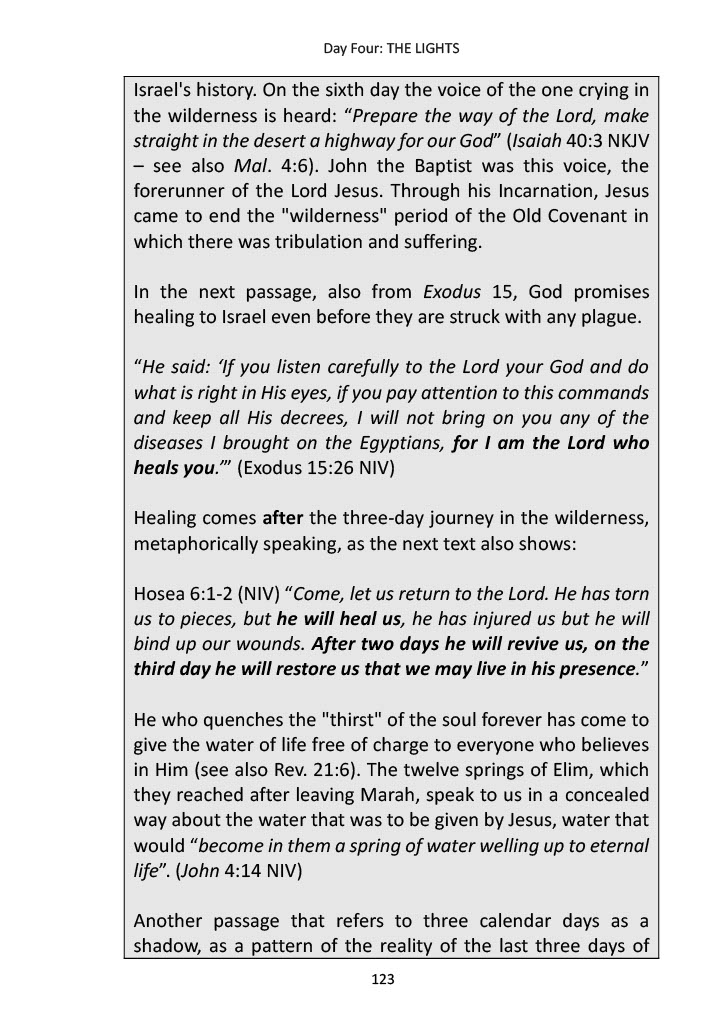 Day Four: THE LIGHTS
Israel's history. On the sixth day the voice of the one crying in
the wilderness is heard: “Prepare the way of the Lord, make
straight in the desert a highway for our God” (Isaiah 40:3 NKJV
– see also Mal. 4:6). John the Baptist was this voice, the
forerunner of the Lord Jesus. Through his Incarnation, Jesus
came to end the "wilderness" period of the Old Covenant in
which there was tribulation and suffering.
In the next passage, also from Exodus 15, God promises
healing to Israel even before they are struck with any plague.
“He said: ‘If you listen carefully to the Lord your God and do
what is right in His eyes, if you pay attention to this commands
and keep all His decrees, I will not bring on you any of the
diseases I brought on the Egyptians, for I am the Lord who
heals you.’” (Exodus 15:26 NIV)
Healing comes after the three-day journey in the wilderness,
metaphorically speaking, as the next text also shows:
Hosea 6:1-2 (NIV) “Come, let us return to the Lord. He has torn
us to pieces, but he will heal us, he has injured us but he will
bind up our wounds. After two days he will revive us, on the
third day he will restore us that we may live in his presence.”
He who quenches the "thirst" of the soul forever has come to
give the water of life free of charge to everyone who believes
in Him (see also Rev. 21:6). The twelve springs of Elim, which
they reached after leaving Marah, speak to us in a concealed
way about the water that was to be given by Jesus, water that
would “become in them a spring of water welling up to eternal
life”. (John 4:14 NIV)
Another passage that refers to three calendar days as a
shadow, as a pattern of the reality of the last three days of
123